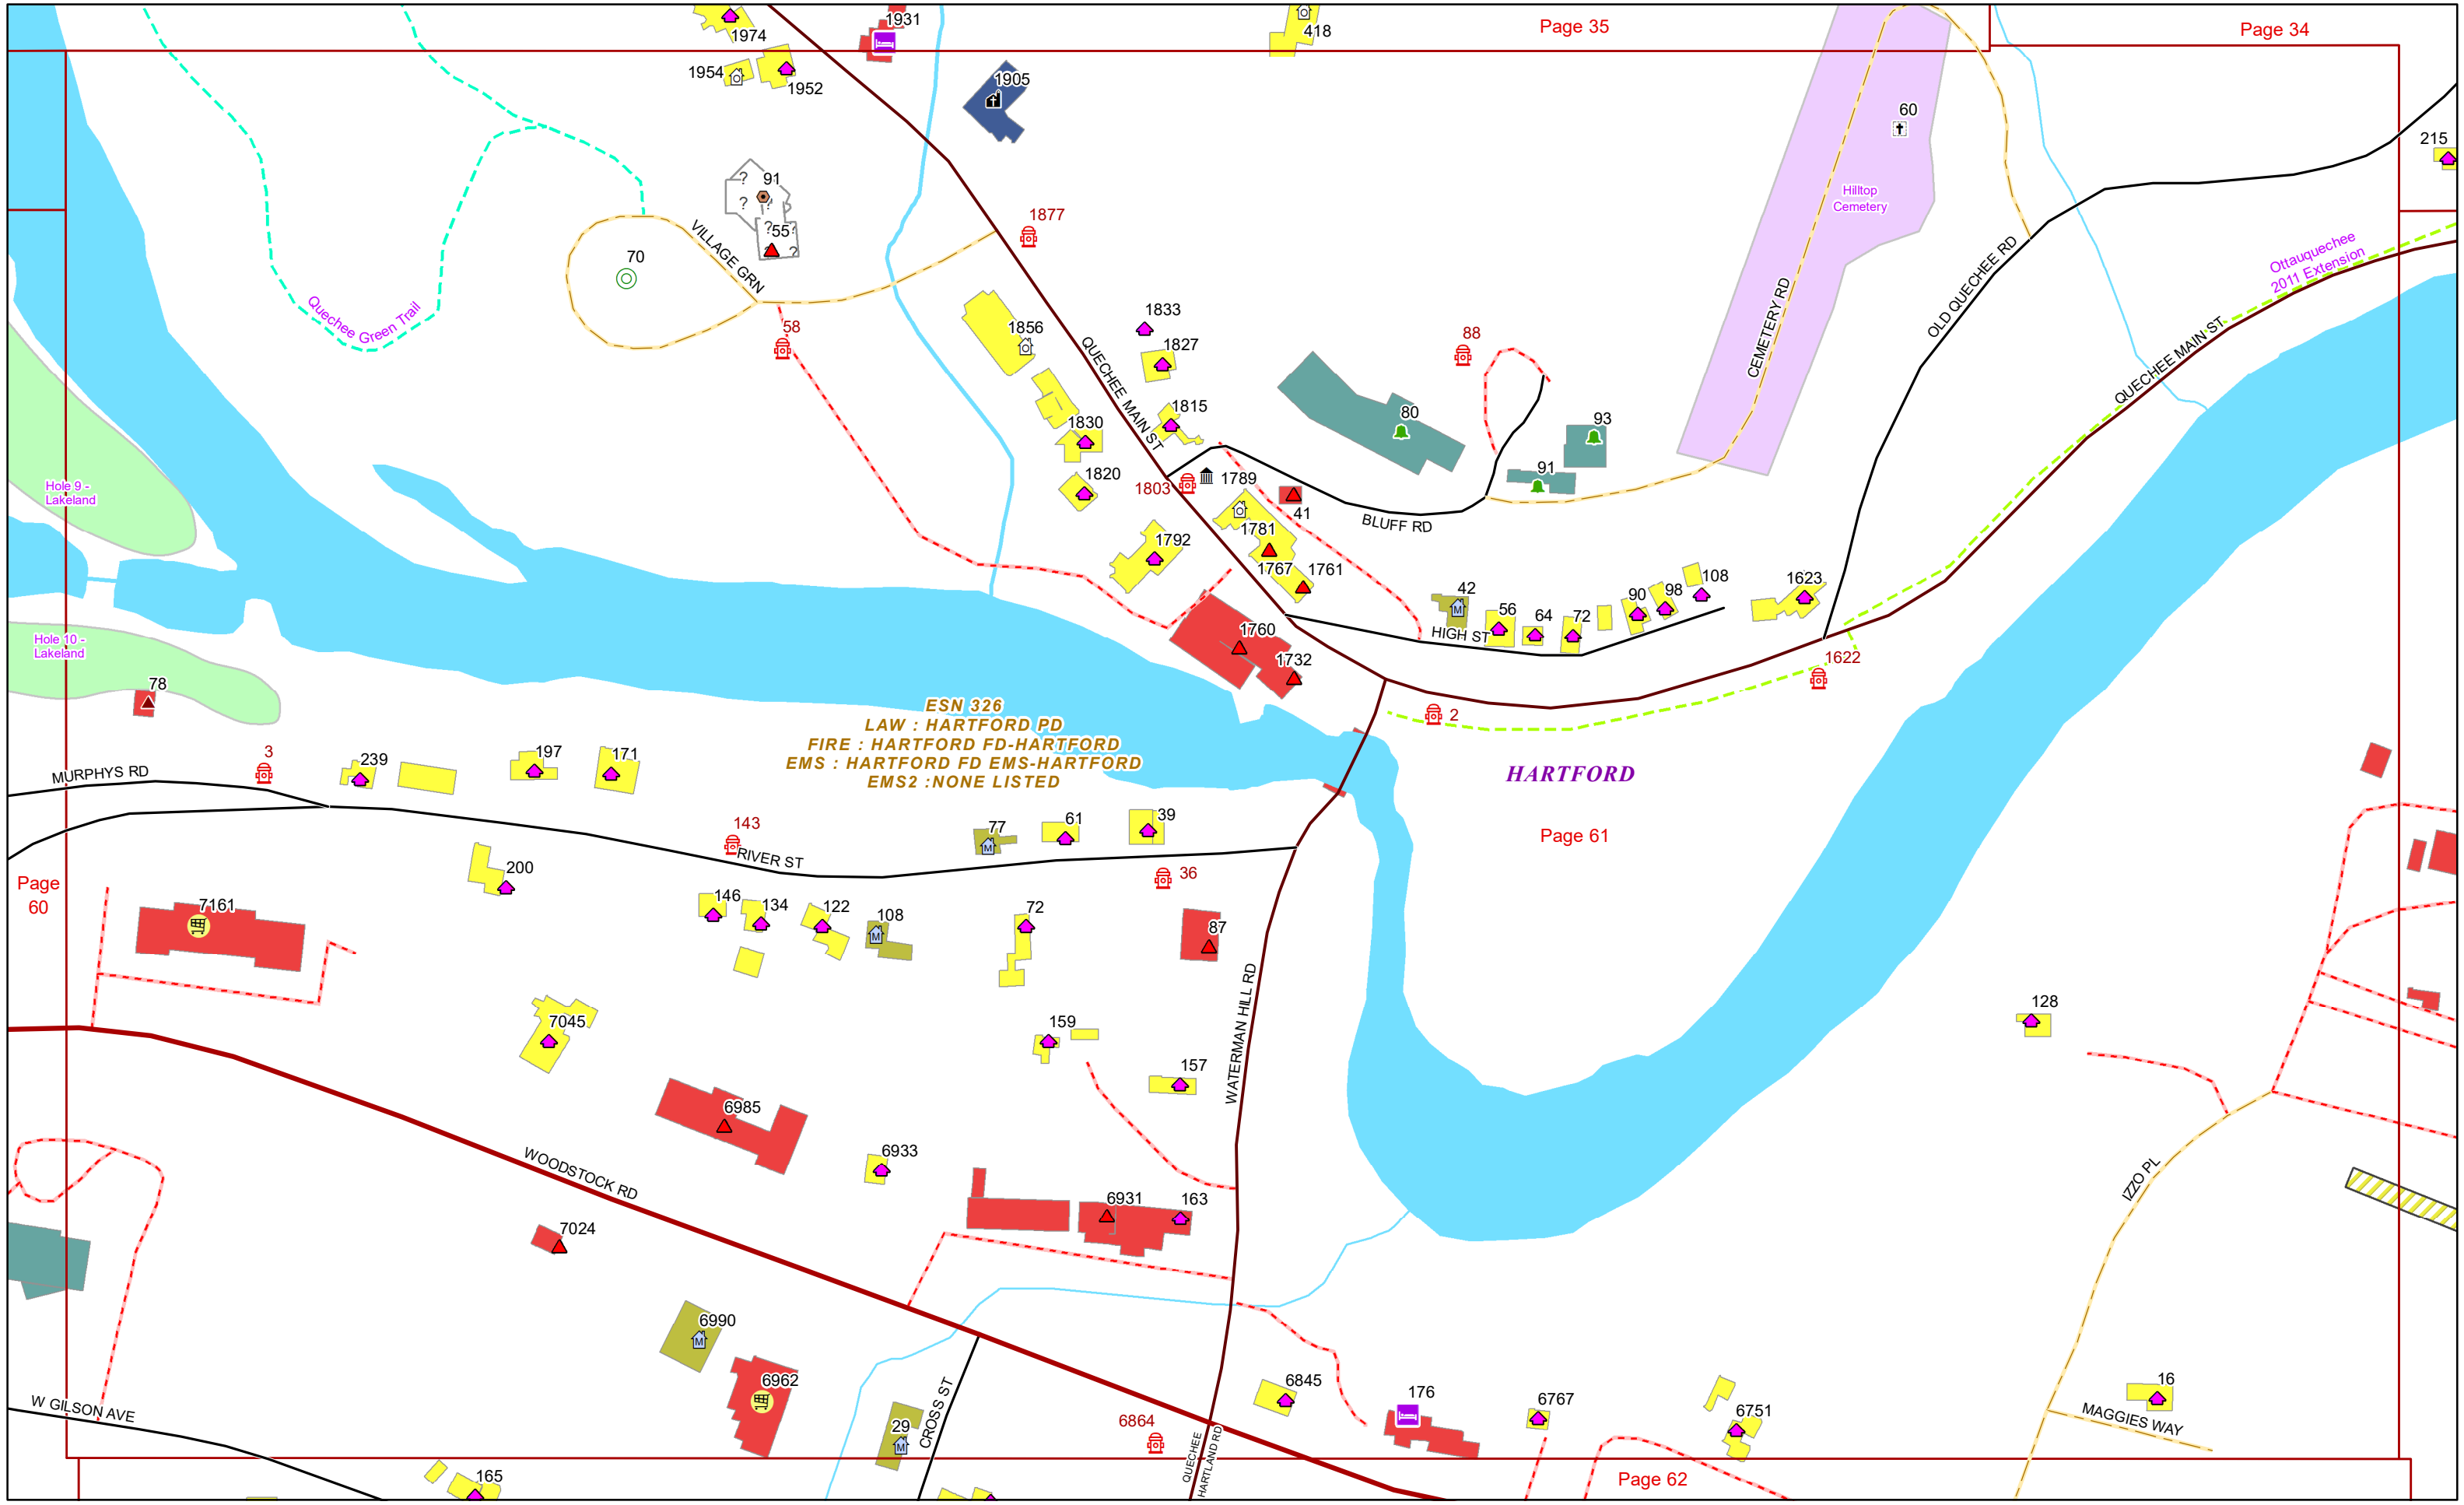 1974
1931
418
Page 35
Page 34
1954
1952
1905
60
215
91
?
?
?
?
?
55
?
?
Hilltop
Cemetery
1877
VILLAGE GRN
70
Quechee Green Trail
58
OLD QUECHEE RD
Ottauquechee
2011 Extension
CEMETERY RD
QUECHEE MAIN ST
1856
1833
1827
QUECHEE MAIN ST
88
1815
1830
80
93
1820
1803
1789
91
41
BLUFF RD
Hole 9 -
Lakeland
1781
1792
1767
1761
42
56
64
72
90
98
108
1623
HIGH ST
1760
1732
1622
Hole 10 -
Lakeland
78
2
ESN 326
LAW : HARTFORD PD
FIRE : HARTFORD FD-HARTFORD
EMS : HARTFORD FD EMS-HARTFORD
EMS2 :NONE LISTED
HARTFORD
Page 61
3
239
197
171
MURPHYS RD
143
77
61
39
RIVER ST
36
200
Page
60
7161
146
134
122
108
M
M
M
72
87
WATERMAN HILL RD
7045
159
157
128
6985
6933
WOODSTOCK RD
6931
163
IZZO PL
7024
6990
M
6962
6845
176
6767
6751
16
MAGGIES WAY
W GILSON AVE
29
M
CROSS ST
6864
QUECHEE
HARTLAND RD
165
Page 62